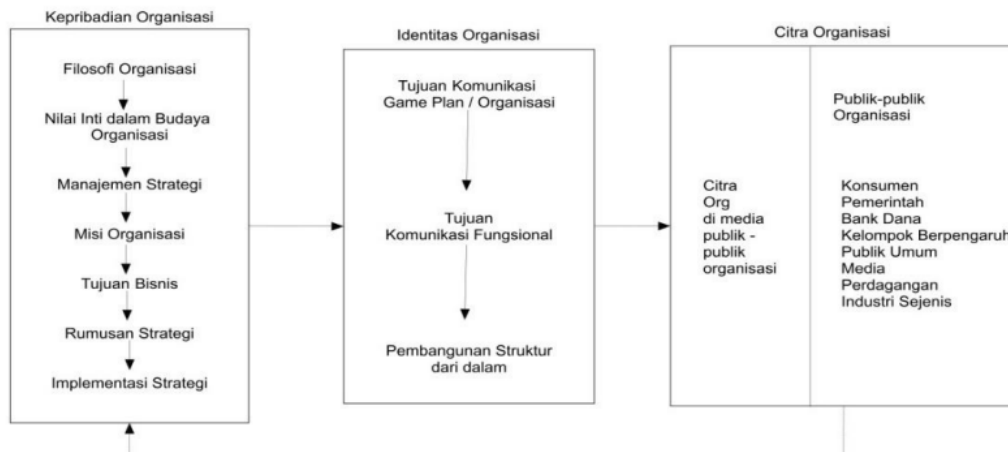 Kepribadian Organisasi
Filosofi Organisasi
Nilai Inti dalam Budaya
Organisasi
Manajemen Strategi
Misi Organisasi
Tujuan Bisnis
Rumusan Strategi
Implementasi Strategi
Identitas Organisasi
Tujuan Komunikasi
Game Plan / Organisasi
Tujuan
Komunikasi Fungsional
Pembangunan Struktur
dari dalam
Citra Organisasi
Citra
Org
di media
publik -
publik
organisasi
Publik-publik
Organisasi
Konsumen
Pemerintah
Bank Dana
Kelompok Berpengaruh
Publik Umum
Media
Perdagangan
Industri Sejenis